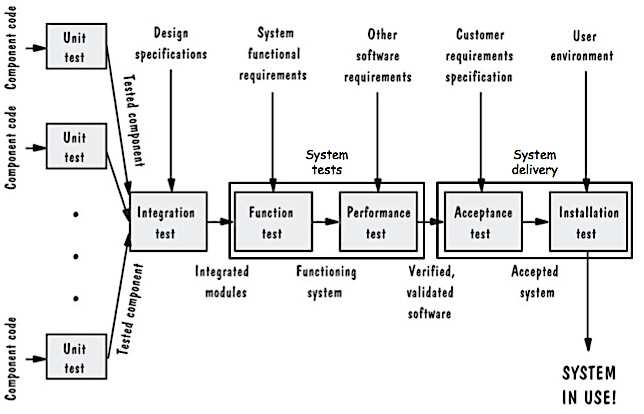 Component code
Unit
test
Design
specifications
System
functional
requirements
Other
software
requirements
Customer
requirements
specification
User
environment
Tested component
Component code
Unit
test
System
tests
System
delivery
Integration
test
Function
test
Performance
test
Acceptance
test
Installation
test
Integrated
modules
Functioning
system
Verified,
validated
software
Accepted
system
Tested component
Component code
Unit
test
SYSTEM
IN USE!